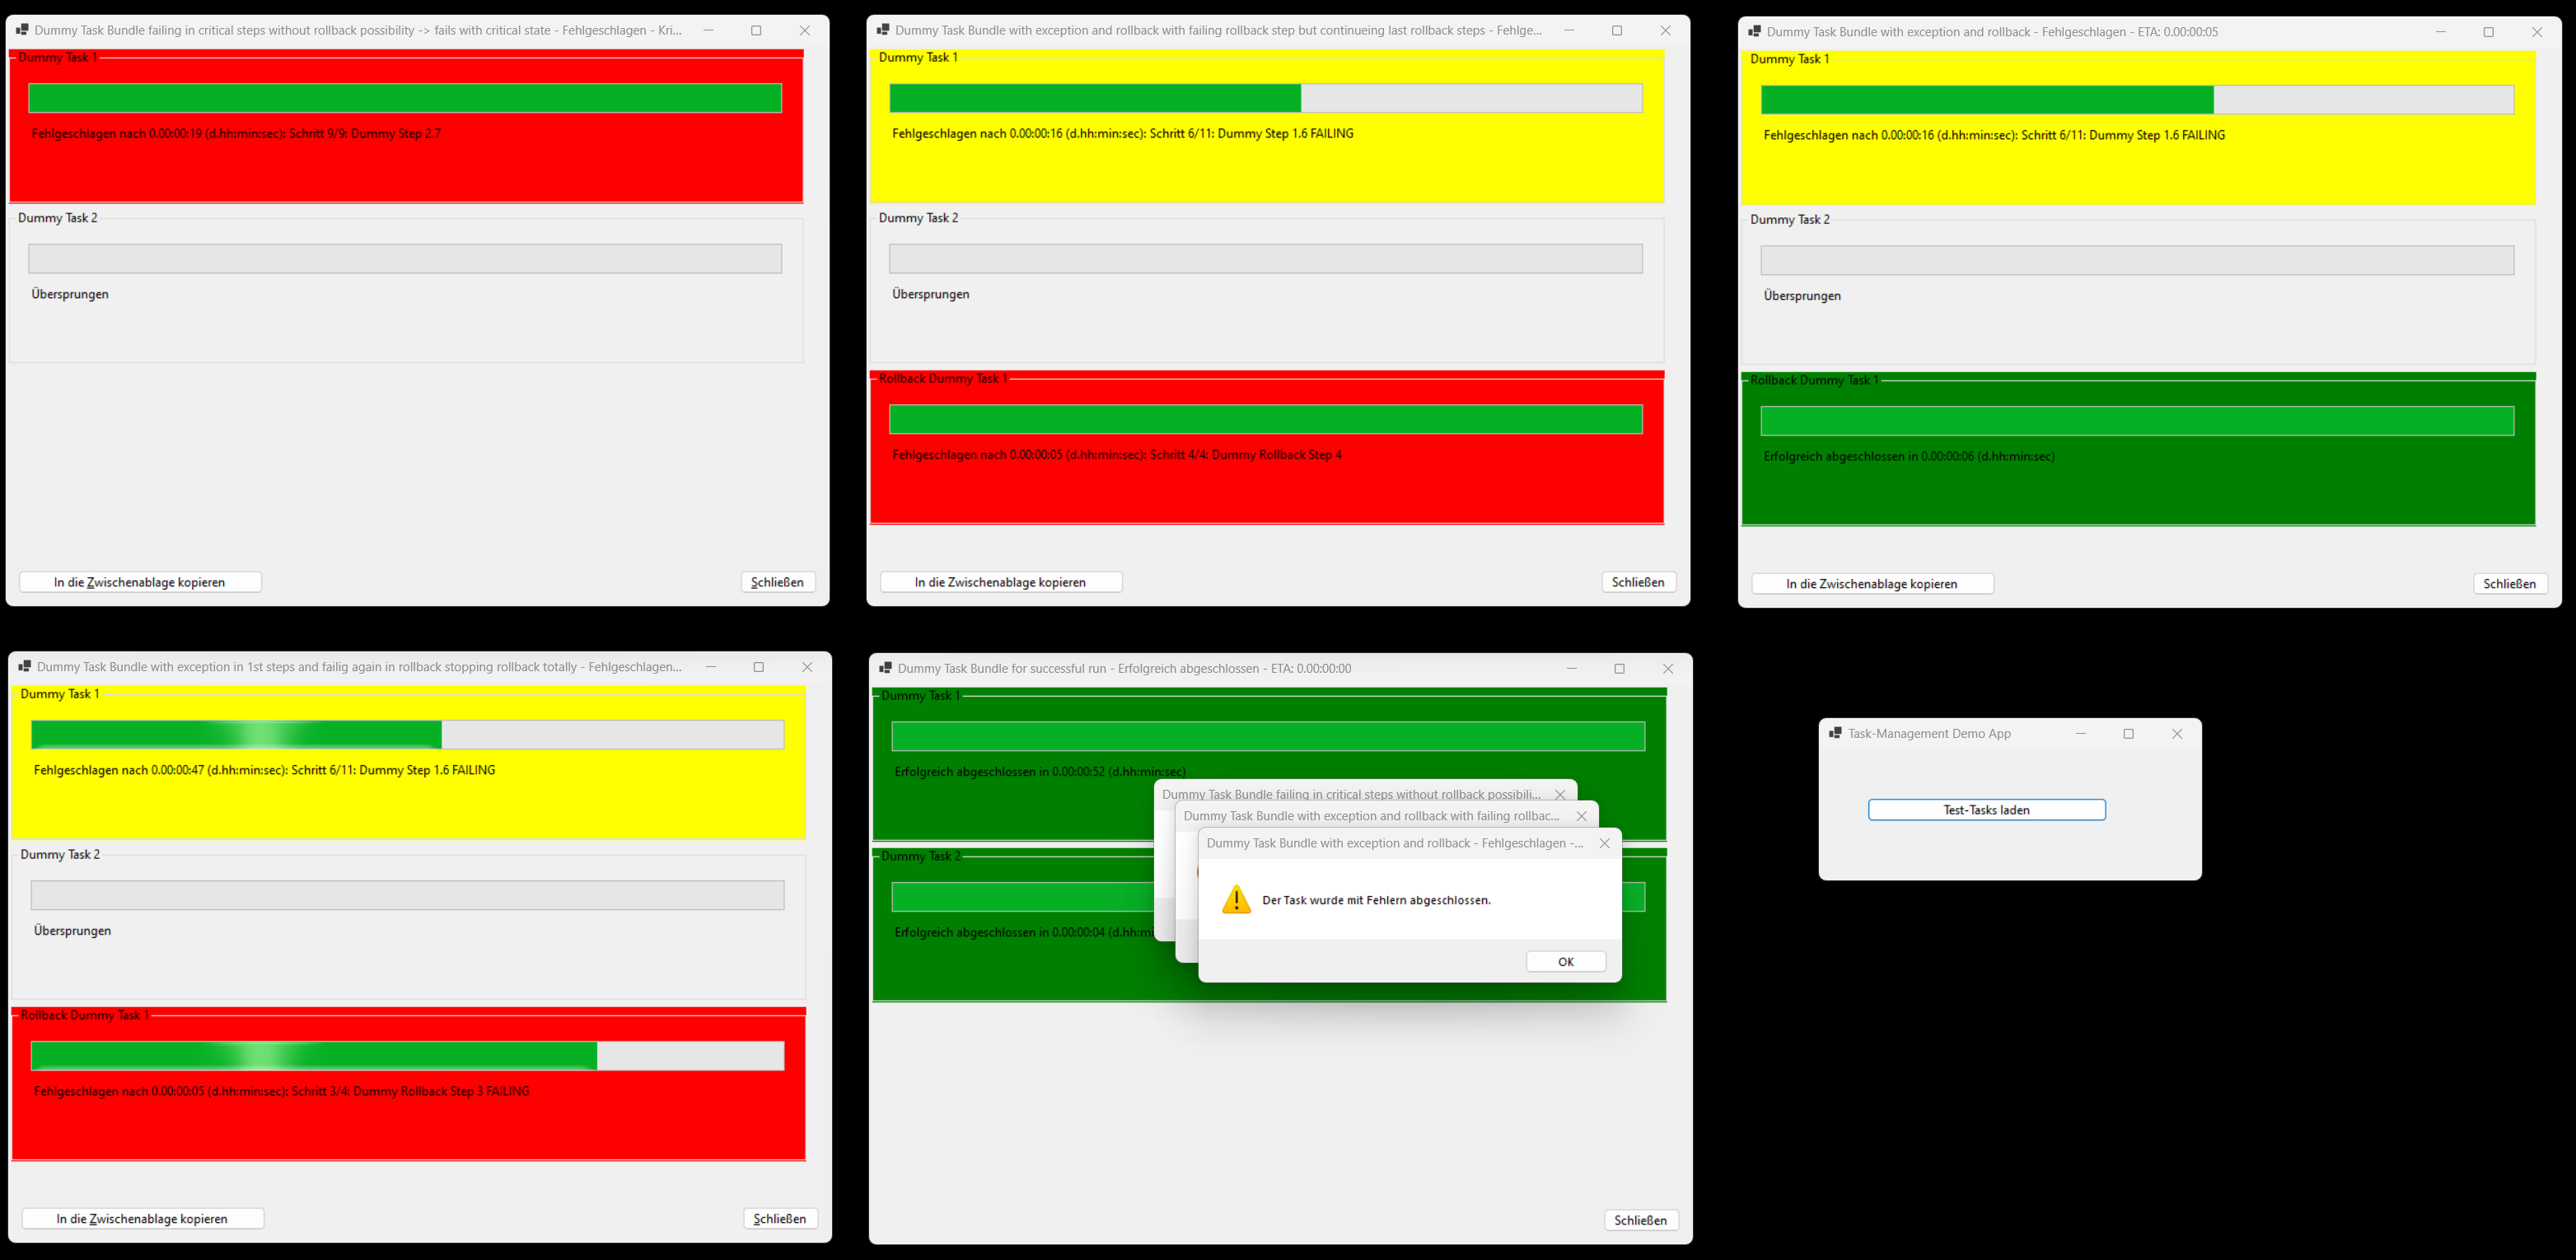 Dummy Task Bundle failing in critical steps without rollback possibility -> fails with critical state - Fehlgeschlagen - Kri...
Dummy Task 1
Fehlgeschlagen nach 0.00:00:19 (d.hh:min:sec): Schritt 9/9: Dummy Step 2.7
Dummy Task 2
Übersprungen
In die Zwischenablage kopieren
Schließen
Dummy Task Bundle with exception and rollback with failing rollback step but continueing last rollback steps - Fehlge...
Dummy Task 1
Fehlgeschlagen nach 0.00:00:16 (d.hh:min:sec): Schritt 6/11: Dummy Step 1.6 FAILING
Dummy Task 2
Übersprungen
Rollback Dummy Task 1
Fehlgeschlagen nach 0.00:00:05 (d.hh:min:sec): Schritt 4/4: Dummy Rollback Step 4
In die Zwischenablage kopieren
Schließen
Dummy Task Bundle with exception and rollback - Fehlgeschlagen - ETA: 0.00:00:05
Dummy Task 1
Fehlgeschlagen nach 0.00:00:16 (d.hh:min:sec): Schritt 6/11: Dummy Step 1.6 FAILING
Dummy Task 2
Übersprungen
Rollback Dummy Task 1
Erfolgreich abgeschlossen in 0.00:00:06 (d.hh:min:sec)
In die Zwischenablage kopieren
Schließen
Dummy Task Bundle with exception in 1st steps and failig again in rollback stopping rollback totally - Fehlgeschlagen...
Dummy Task 1
Fehlgeschlagen nach 0.00:00:47 (d.hh:min:sec): Schritt 6/11: Dummy Step 1.6 FAILING
Dummy Task 2
Übersprungen
Rollback Dummy Task 1
Fehlgeschlagen nach 0.00:00:05 (d.hh:min:sec): Schritt 3/4: Dummy Rollback Step 3 FAILING
In die Zwischenablage kopieren
Schließen
Dummy Task Bundle for successful run - Erfolgreich abgeschlossen - ETA: 0.00:00:00
Dummy Task 1
Erfolgreich abgeschlossen in 0.00:00:52 (d.hh:min:sec)
Dummy Task 2
Erfolgreich abgeschlossen in 0.00:00:04 (d.hh:mi
Schließen
Dummy Task Bundle failing in critical steps without rollback possibili...
Dummy Task Bundle with exception and rollback with failing rollbac...
Dummy Task Bundle with exception and rollback - Fehlgeschlagen -...
Der Task wurde mit Fehlern abgeschlossen.
OK
Task-Management Demo App
Test-Tasks laden